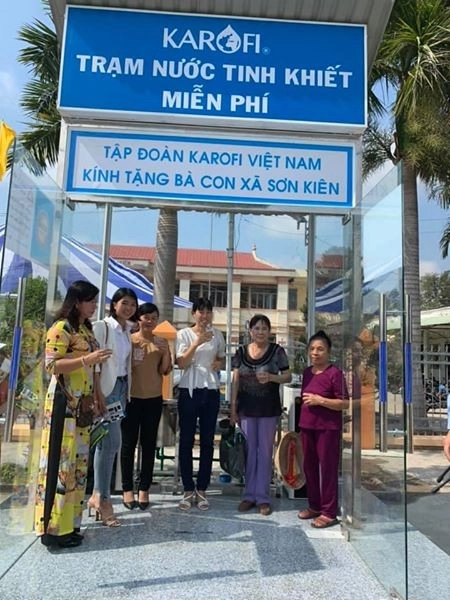 KAROFI®
TRẠM NƯỚC TINH KHIẾT
MIỄN PHÍ
TẬP ĐOÀN KAROFI VIỆT NAM
KÍNH TẶNG BÀ CON XÃ SƠN KIÊN